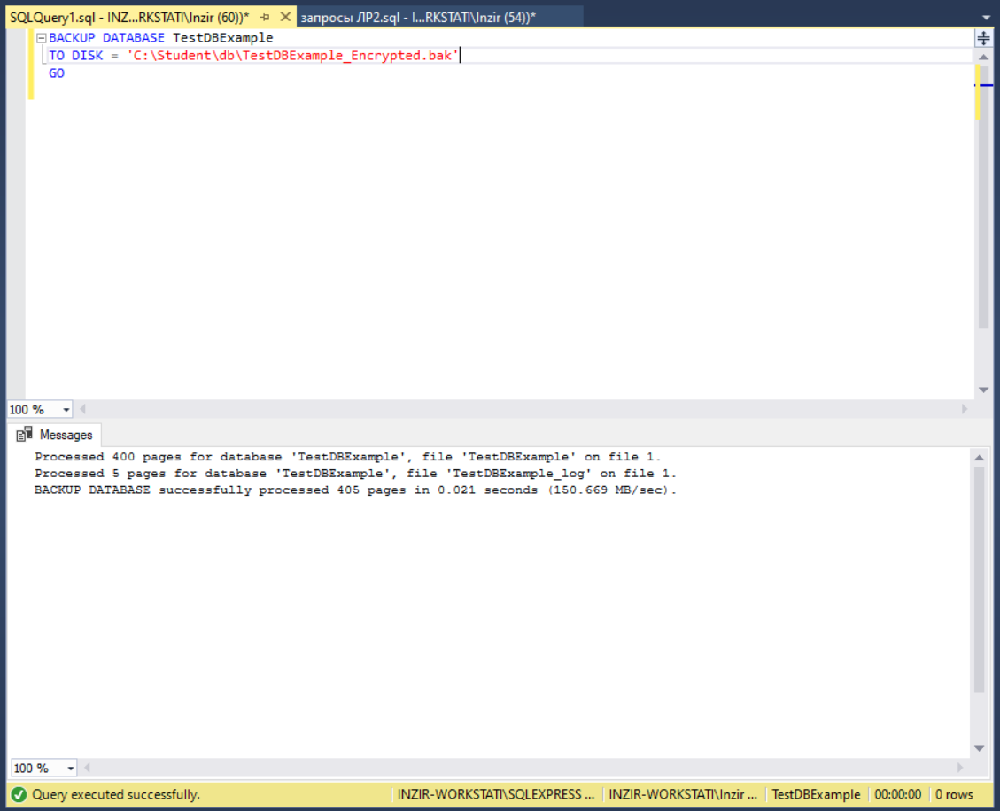 SQLQuery1.sql - INZ...RKSTATI\Inzir (60))* запросы ЛР2.sql - I...RKSTATI\Inzir (54))*
BACKUP DATABASE TestDBExample
TO DISK = 'C:\Student\db\TestDBExample_Encrypted.bak'
GO
100 %
Messages
Processed 400 pages for database 'TestDBExample', file 'TestDBExample' on file 1.
Processed 5 pages for database 'TestDBExample', file 'TestDBExample_log' on file 1.
BACKUP DATABASE successfully processed 405 pages in 0.021 seconds (150.669 MB/sec).
100 %
Query executed successfully. INZIR-WORKSTATI\SQLEXPRESS ... INZIR-WORKSTATI\Inzir ... TestDBExample 00:00:00 0 rows